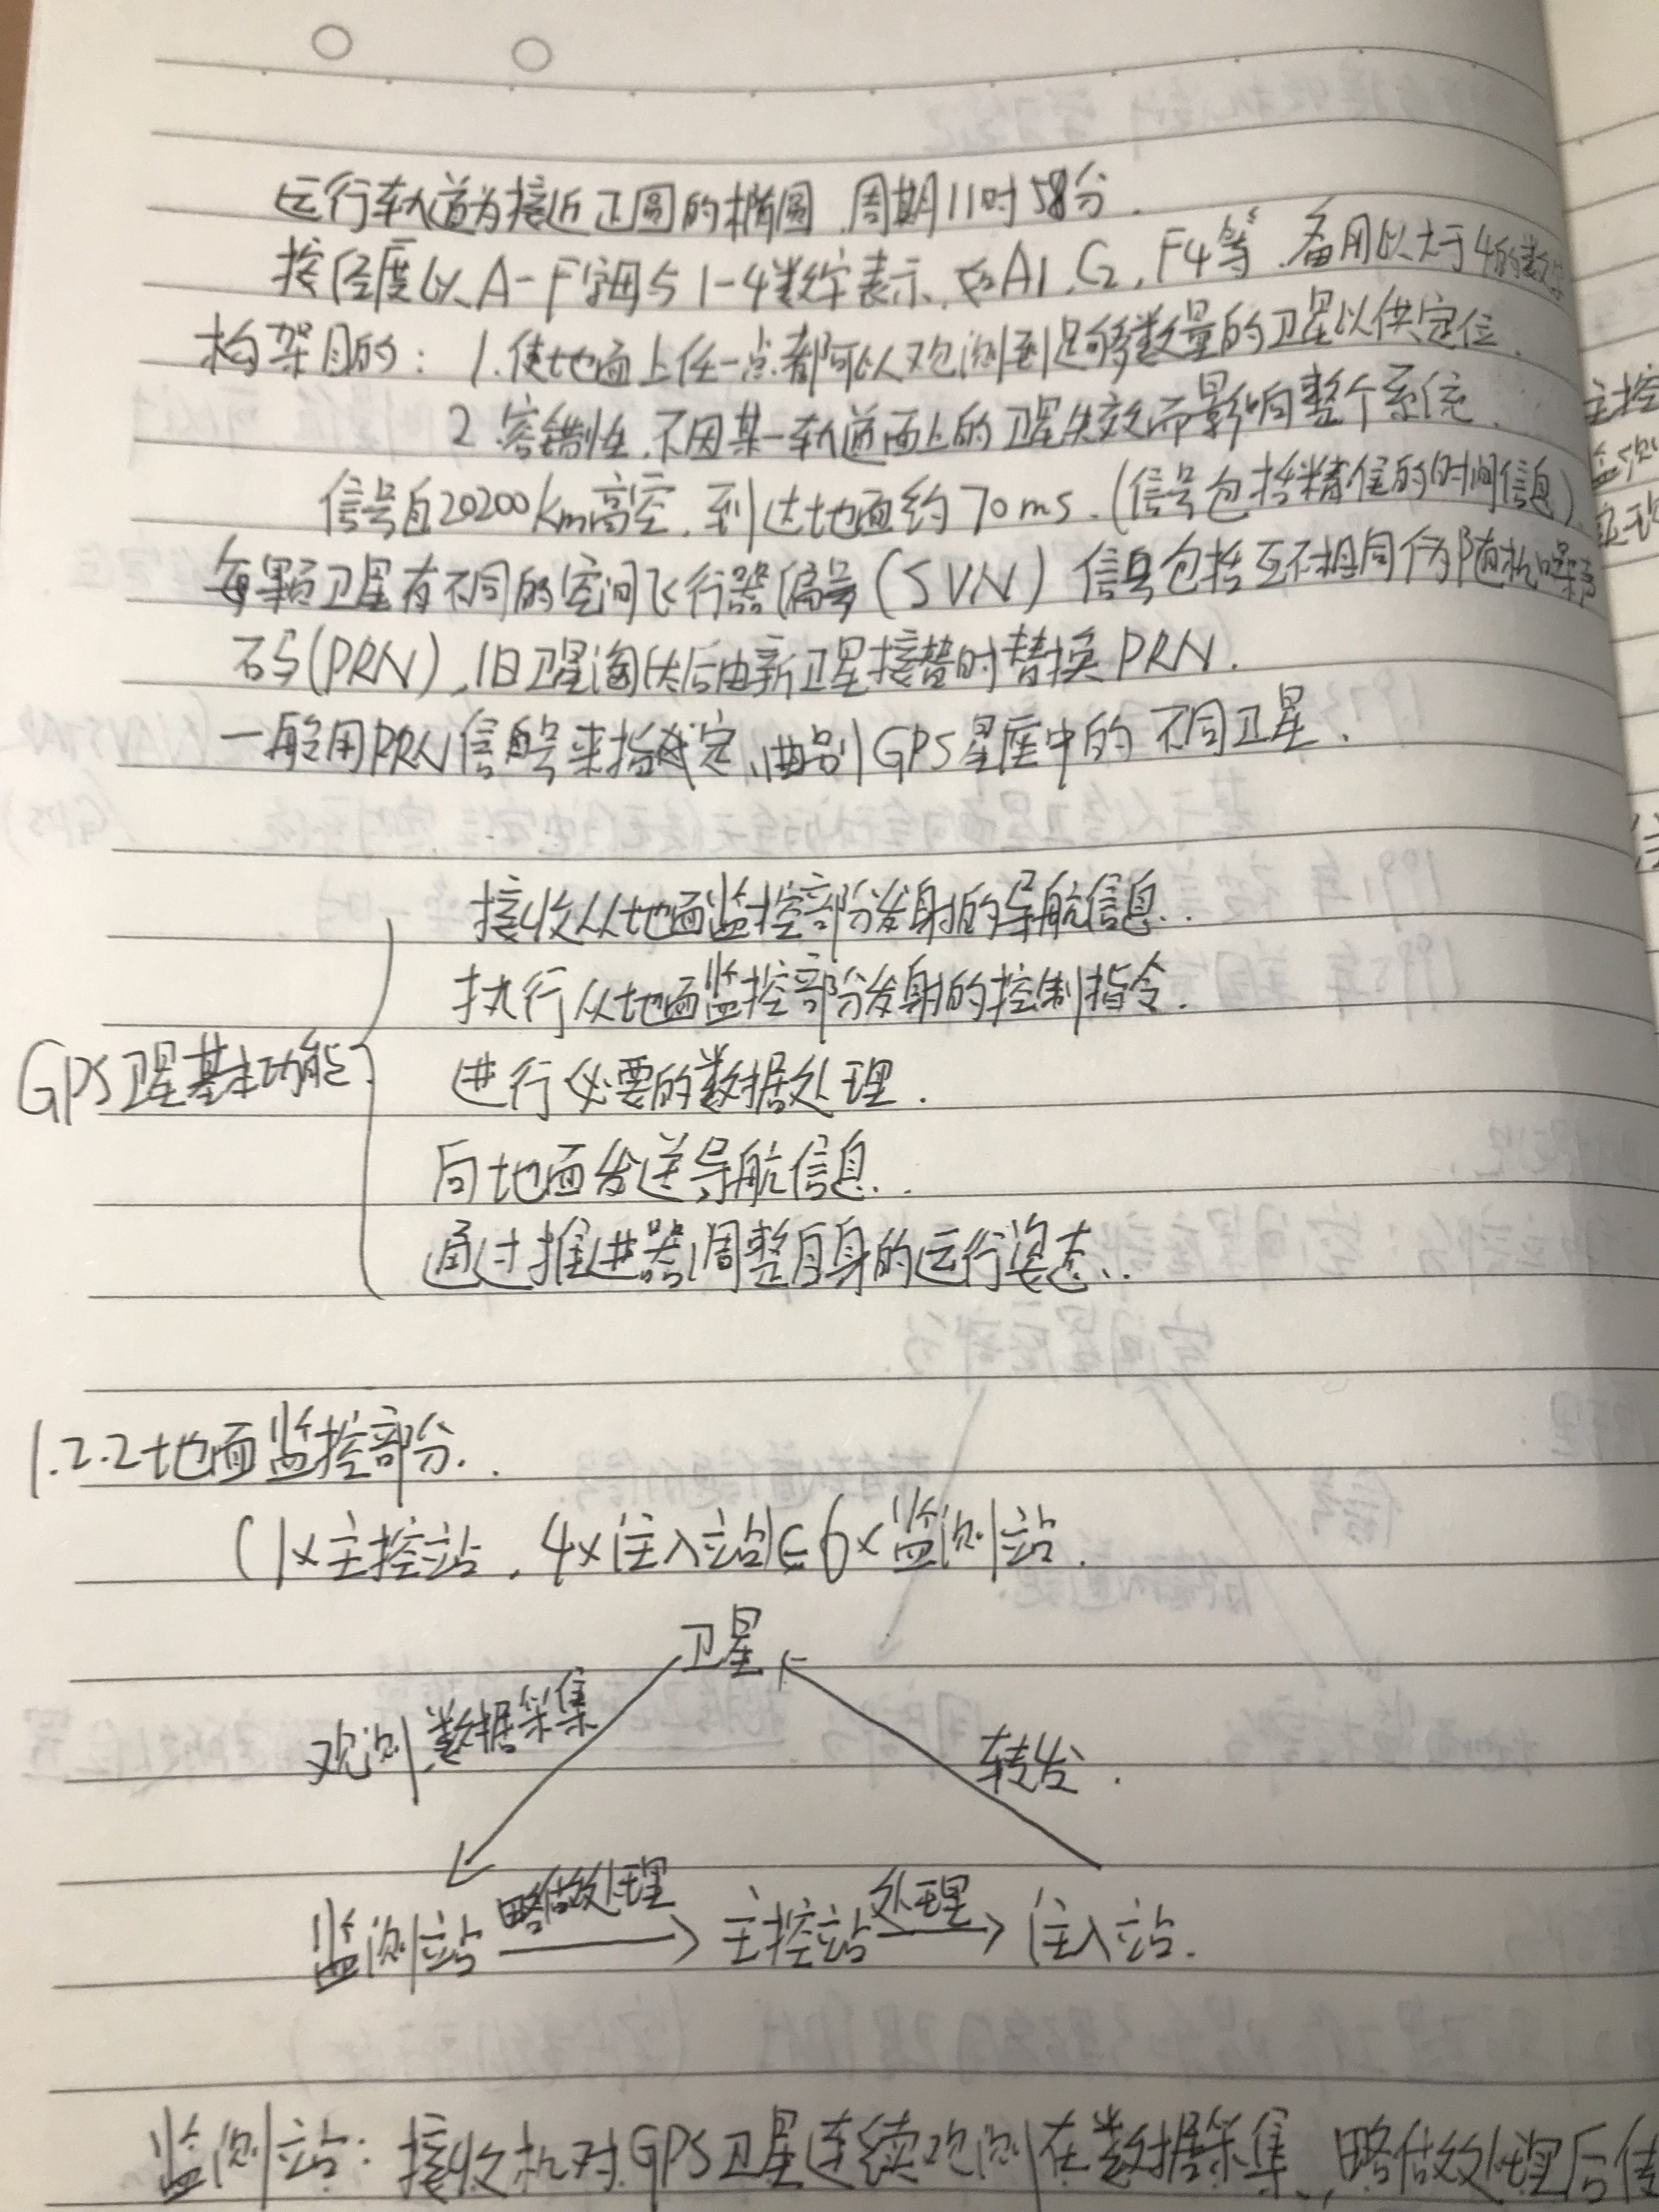 运行轨道为接近正圆的椭圆，周期11时58分．
按经度以A-F字母与1-4数字表示，如A1，C2，F4等．备用以大于4的数字
构架目的：1.使地面上任一点都可以观测到足够数量的卫星以供定位．
2.容错性，不因某一轨道面上的卫星失效而影响整个系统．
信号自20200km高空，到达地面约70ms．(信号包括精准的时间信息)
每颗卫星有不同的空间飞行器编号(SVN) 信息包括互不相同伪随机噪声
码(PRN)，旧卫星淘汰后由新卫星接替时替换PRN．
一般用PRN信号来指定、区别GPS星座中的不同卫星．
接收从地面监控部分发射的导航信息．
执行从地面监控部分发射的控制指令．
GPS卫星基本功能
进行必要的数据处理．
向地面发送导航信息．
通过推进器调整自身的运行姿态．
1.2.2地面监控部分．
(1×主控站，4×注入站)∈6×监测站．
卫星
观测，数据采集
转发．
监测站 略做处理 主控站 处理 注入站．
监测站：接收机对GPS卫星连续观测在数据采集，略做处理后传
主控
监测